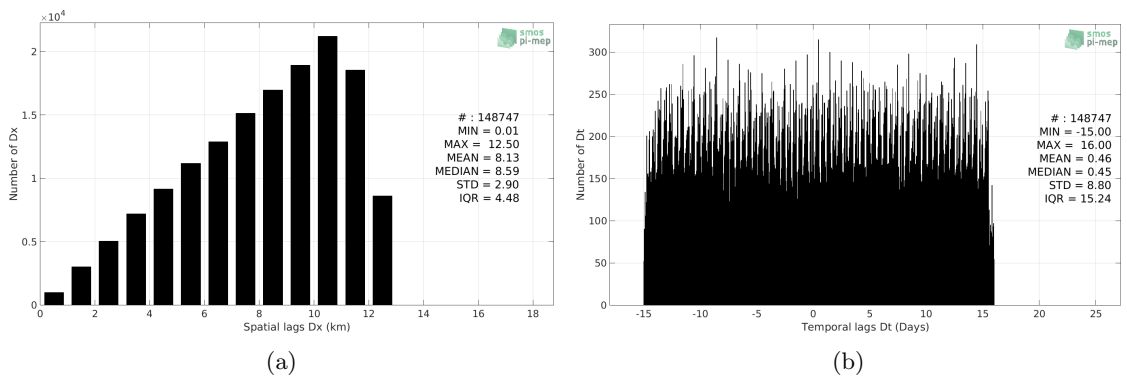 ×10⁴
2
1.5
1
0.5
0
Number of Dx
0 2 4 6 8 10 12 14 16 18
Spatial lags Dx (km)
smos
pi-mep
# : 148747
MIN = 0.01
MAX = 12.50
MEAN = 8.13
MEDIAN = 8.59
STD = 2.90
IQR = 4.48
(a)
300
250
200
150
100
50
0
Number of Dt
-15 -10 -5 0 5 10 15 20 25
Temporal lags Dt (Days)
smos
pi-mep
# : 148747
MIN = -15.00
MAX = 16.00
MEAN = 0.46
MEDIAN = 0.45
STD = 8.80
IQR = 15.24
(b)